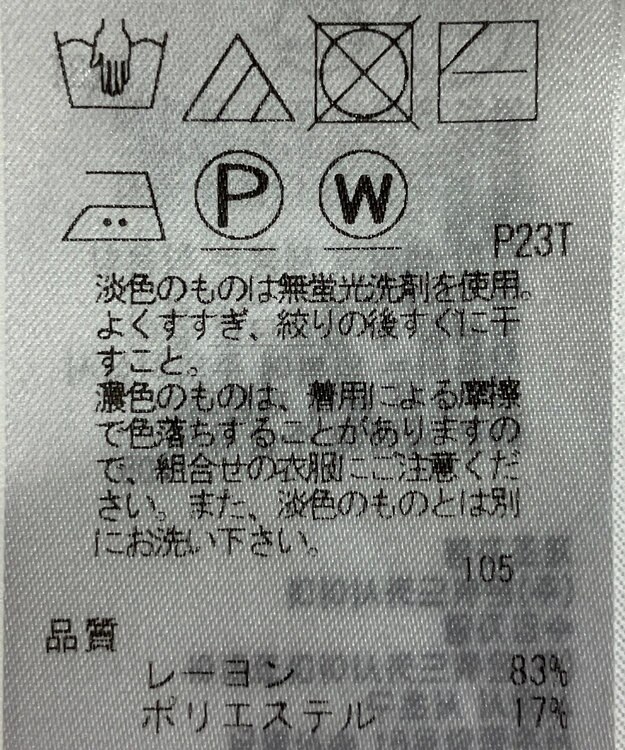 P W
P23T
淡色のものは無蛍光洗剤を使用。
よくすすぎ、絞りの後すぐに干
すこと。
濃色のものは、着用による摩擦
で色落ちすることがありますの
で、組合せの衣服にご注意くだ
さい。また、淡色のものとは別
にお洗い下さい。
105
品質
レーヨン 83%
ポリエステル 17%